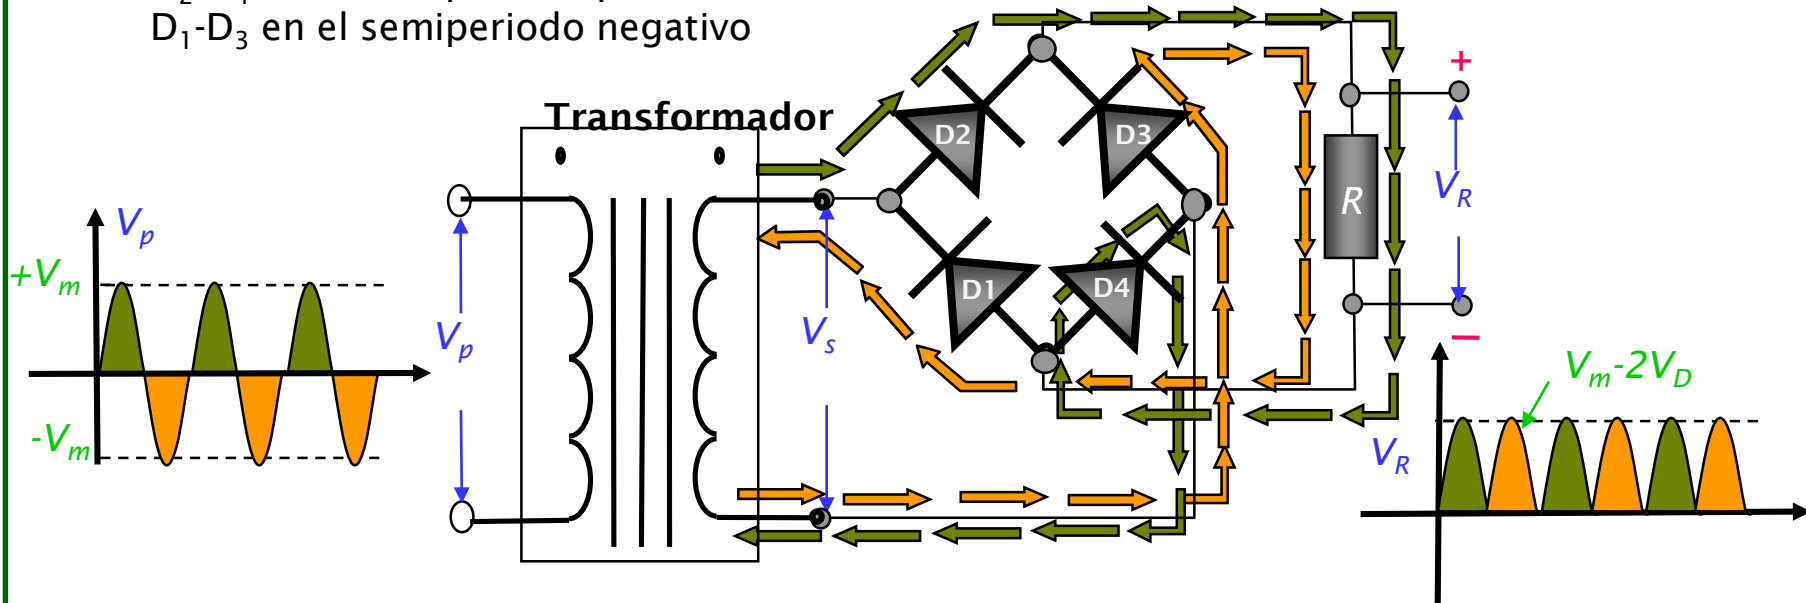 D1-D3 en el semiperiodo negativo
Transformador
D2
D3
D1
D4
+
R
VR
Vp
+Vm
-Vm
Vp
Vs
Vm-2VD
VR